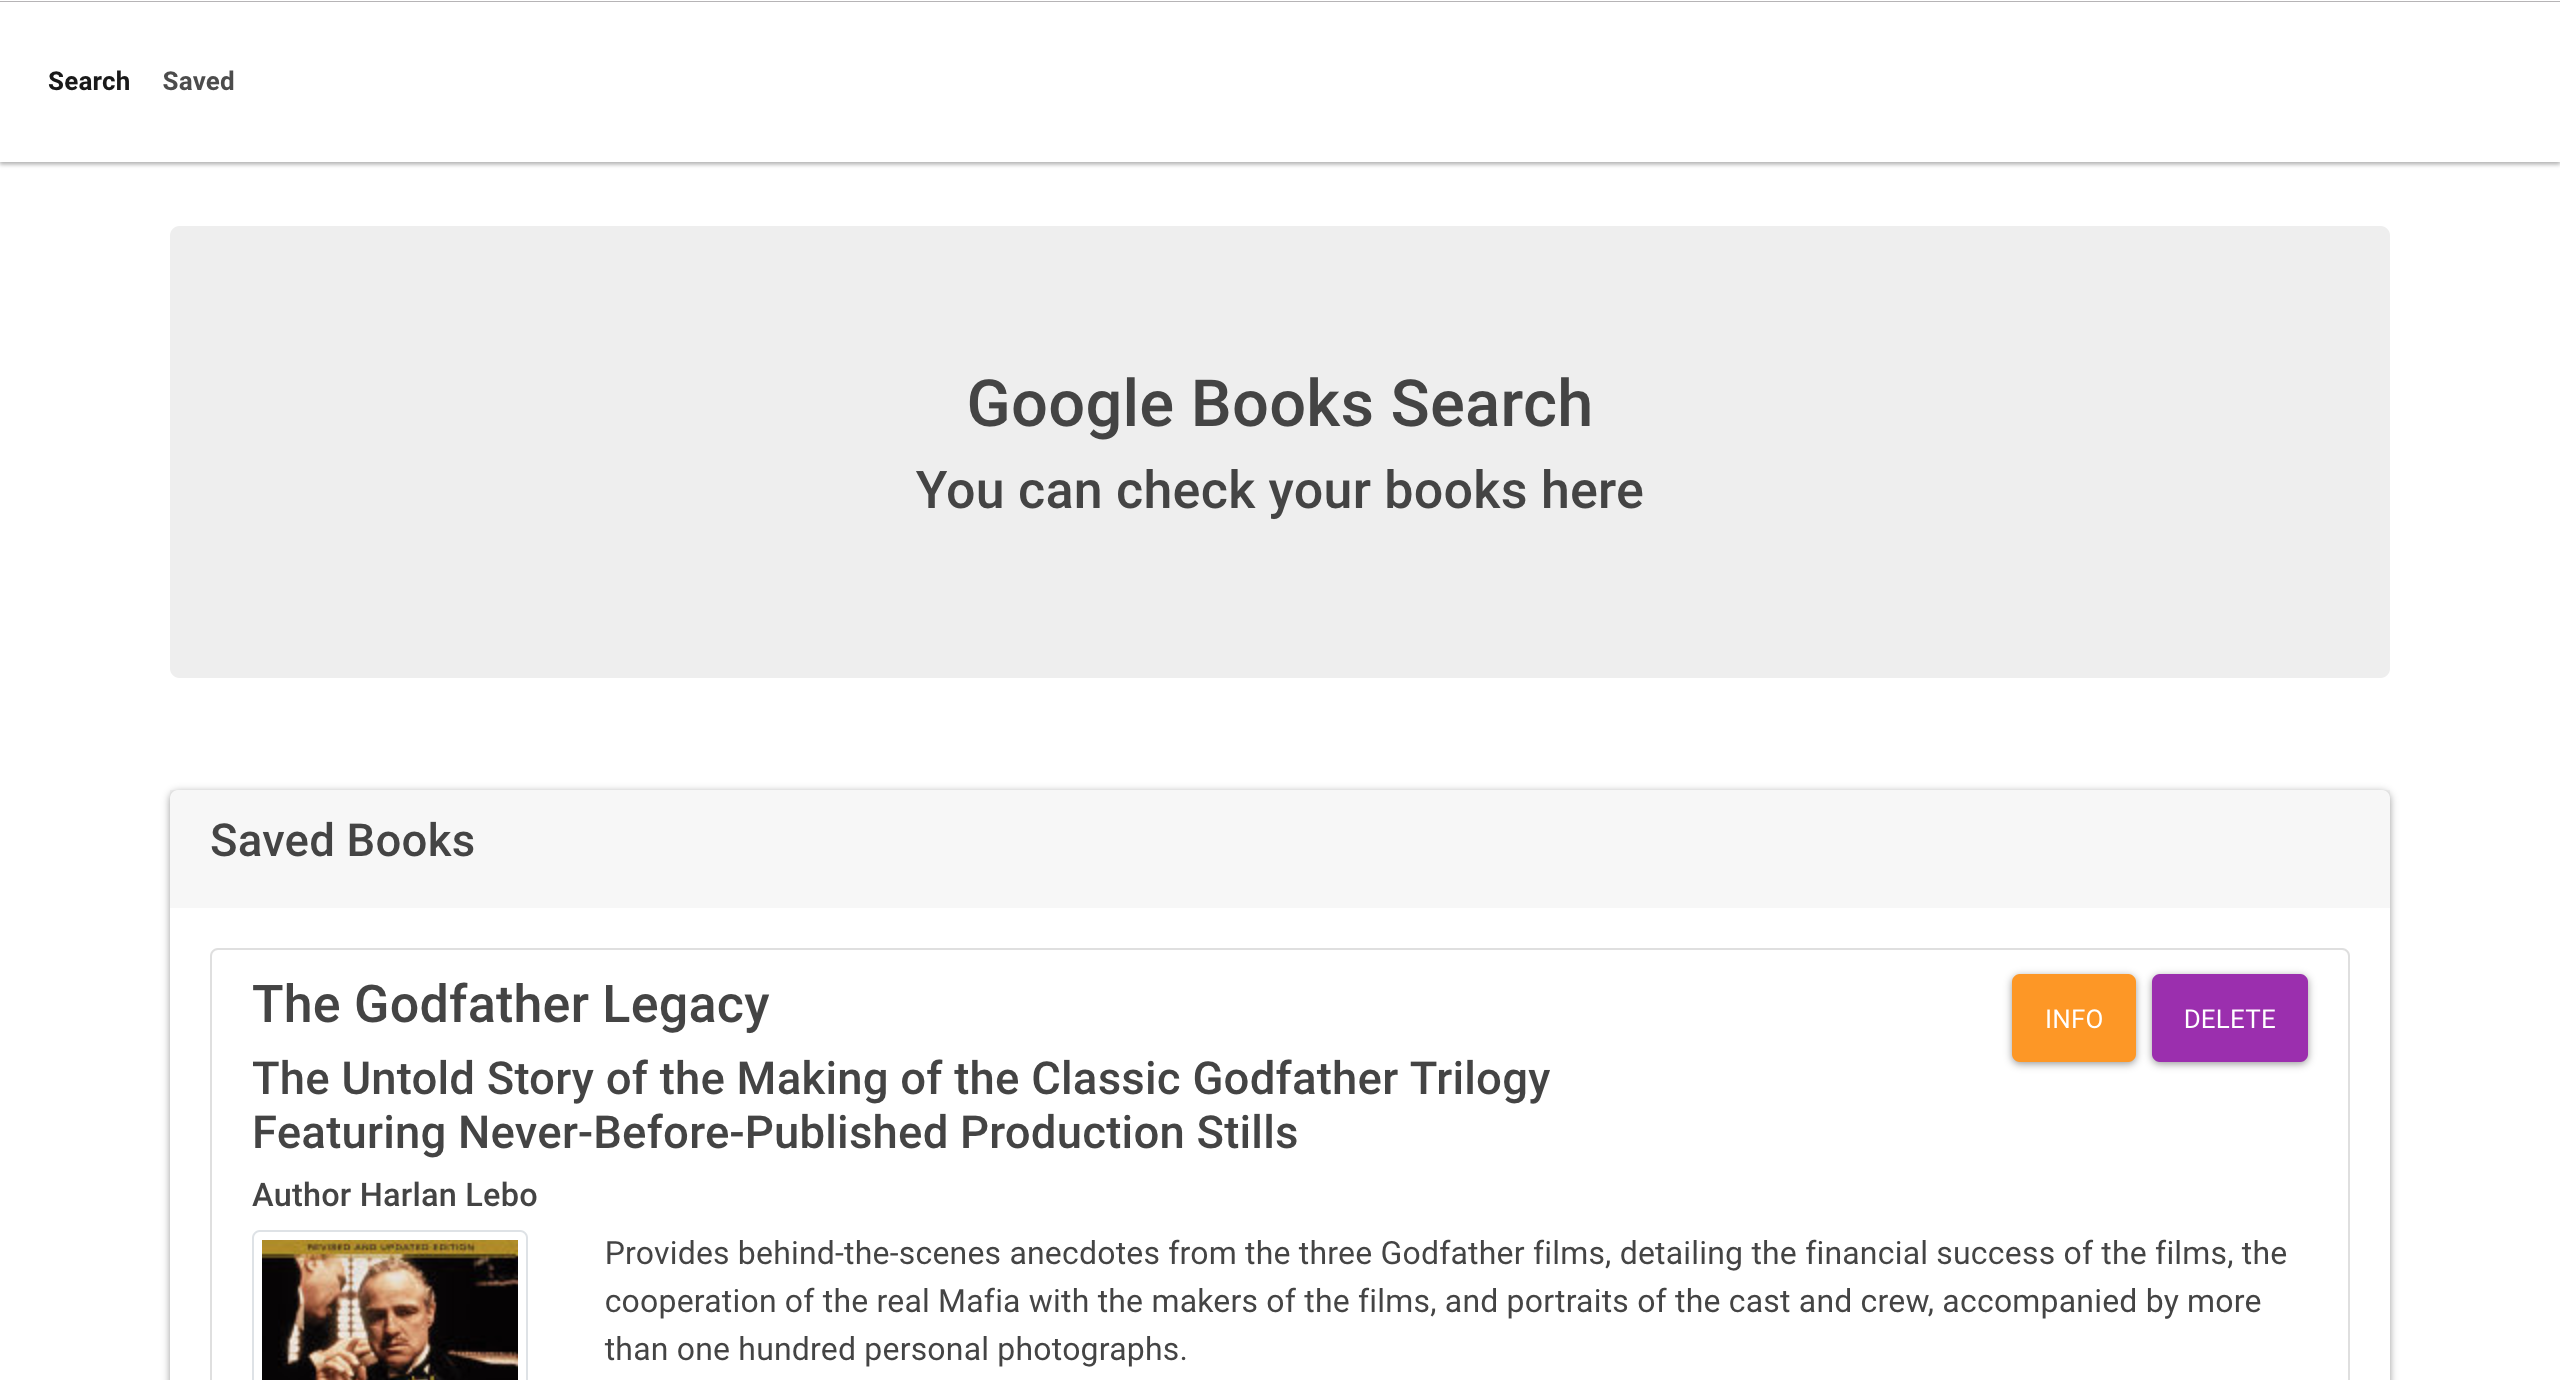 Search Saved
Google Books Search
You can check your books here
Saved Books
The Godfather Legacy
INFO DELETE
The Untold Story of the Making of the Classic Godfather Trilogy
Featuring Never-Before-Published Production Stills
Author Harlan Lebo
REVISED AND UPDATED EDITION
Provides behind-the-scenes anecdotes from the three Godfather films, detailing the financial success of the films, the
cooperation of the real Mafia with the makers of the films, and portraits of the cast and crew, accompanied by more
than one hundred personal photographs.